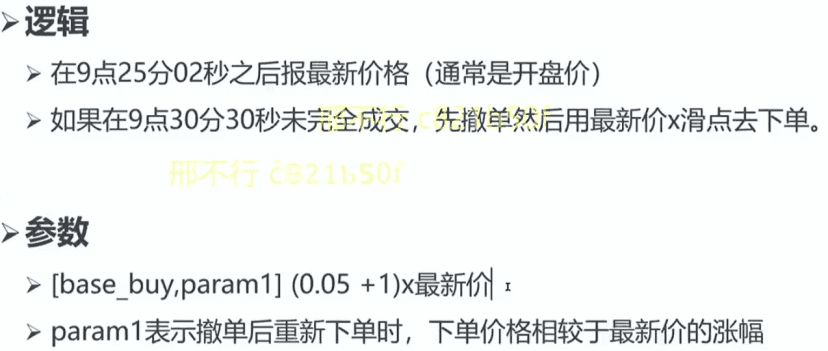 逻辑
在9点25分02秒之后报最新价格（通常是开盘价）
如果在9点30分30秒未完全成交，先撤单然后用最新价x滑点去下单。
邢不行 c821b50f
邢不行 c821b50f
参数
[base_buy,param1] (0.05 +1)x最新价
param1表示撤单后重新下单时，下单价格相较于最新价的涨幅